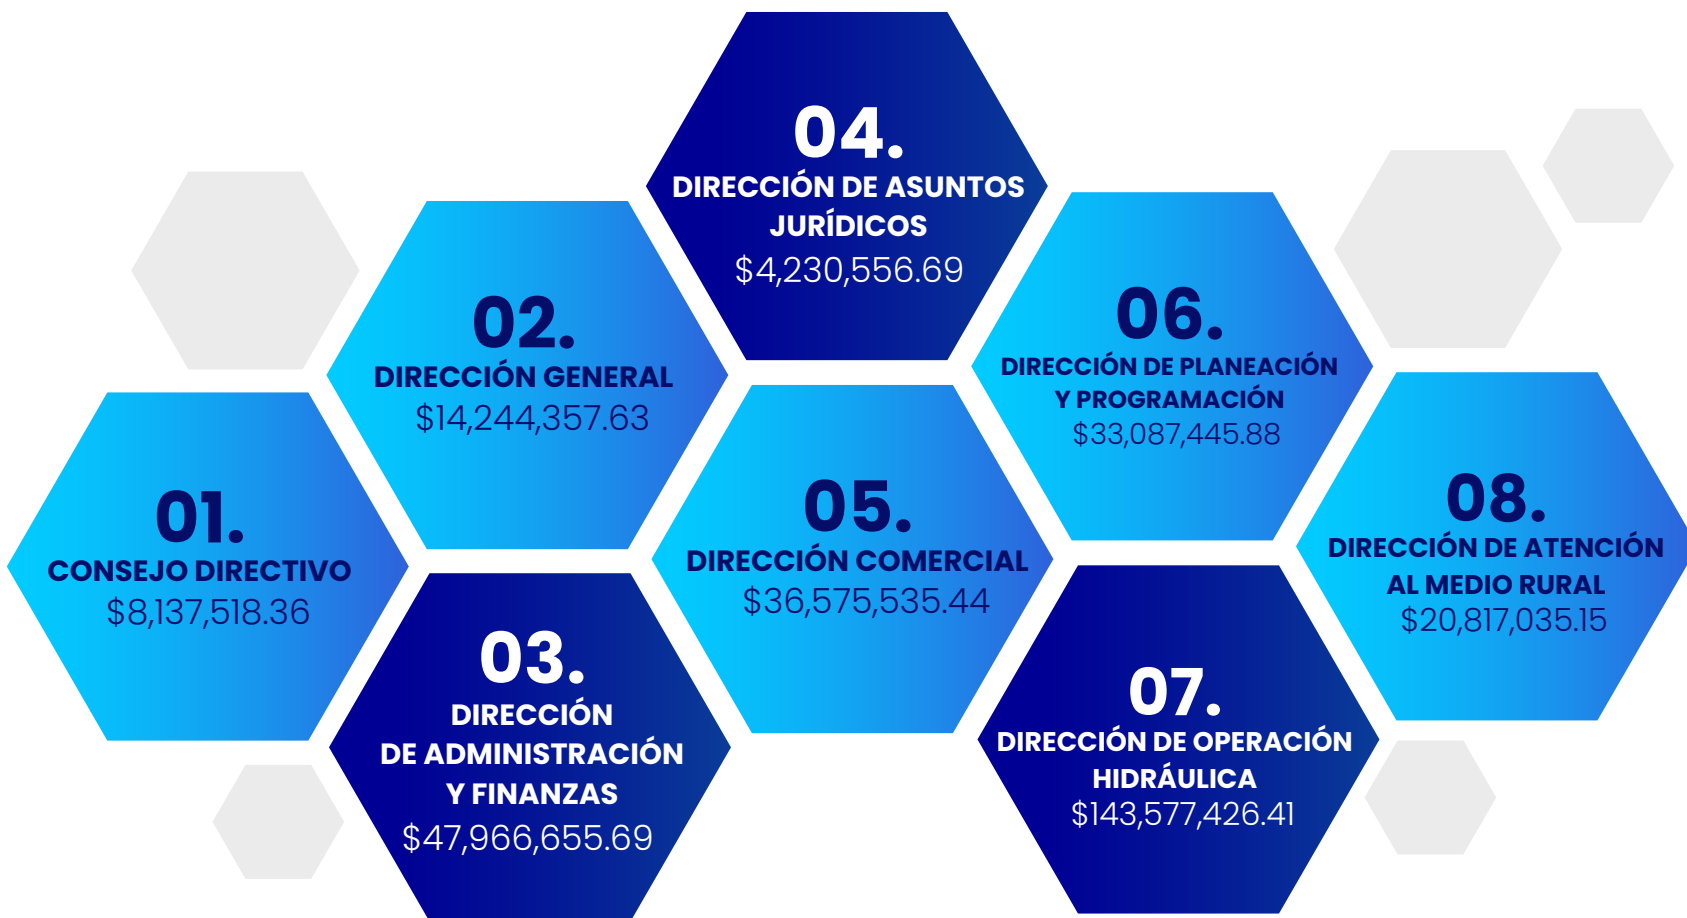 01.
CONSEJO DIRECTIVO
$8,137,518.36
02.
DIRECCIÓN GENERAL
$14,244,357.63
03.
DIRECCIÓN
DE ADMINISTRACIÓN
Y FINANZAS
$47,966,655.69
04.
DIRECCIÓN DE ASUNTOS
JURÍDICOS
$4,230,556.69
05.
DIRECCIÓN COMERCIAL
$36,575,535.44
06.
DIRECCIÓN DE PLANEACIÓN
Y PROGRAMACIÓN
$33,087,445.88
07.
DIRECCIÓN DE OPERACIÓN
HIDRÁULICA
$143,577,426.41
08.
DIRECCIÓN DE ATENCIÓN
AL MEDIO RURAL
$20,817,035.15